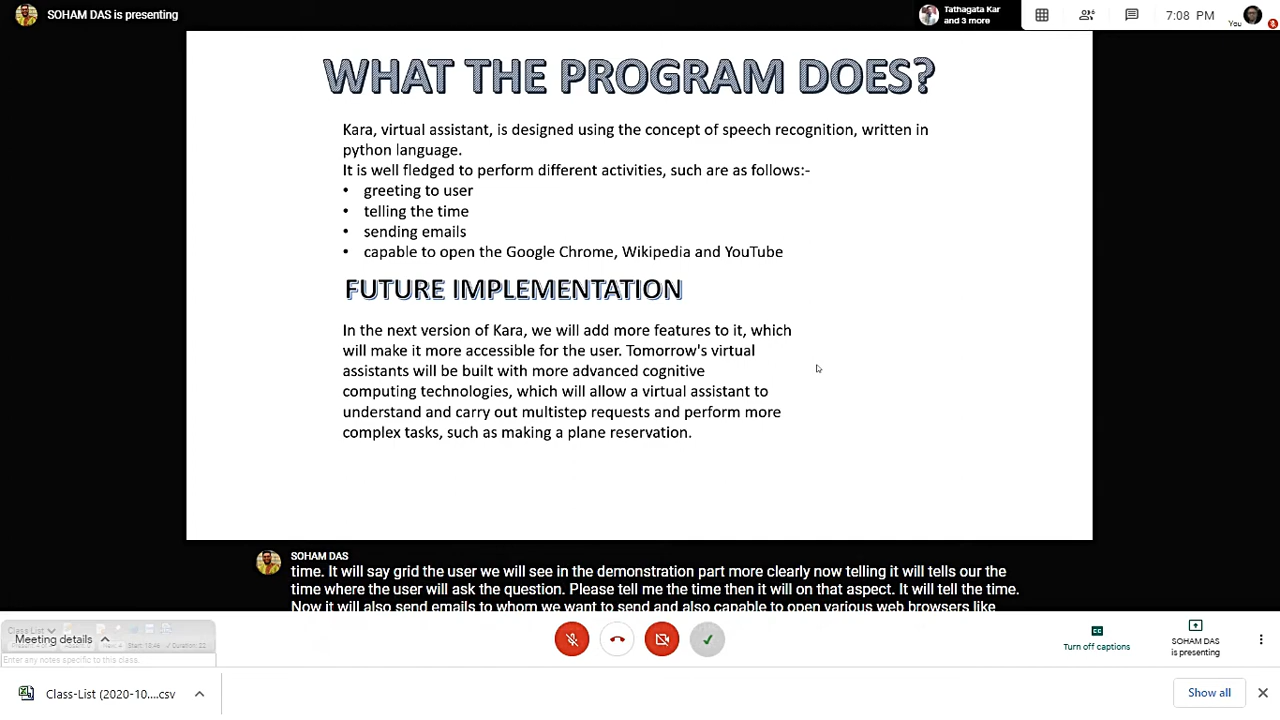 SOHAM DAS is presenting
Tathagata Kar
and 3 more
6
7:08 PM
You
WHAT THE PROGRAM DOES?
Kara, virtual assistant, is designed using the concept of speech recognition, written in
python language.
It is well fledged to perform different activities, such are as follows:-
• greeting to user
• telling the time
• sending emails
• capable to open the Google Chrome, Wikipedia and YouTube
FUTURE IMPLEMENTATION
In the next version of Kara, we will add more features to it, which
will make it more accessible for the user. Tomorrow's virtual
assistants will be built with more advanced cognitive
computing technologies, which will allow a virtual assistant to
understand and carry out multistep requests and perform more
complex tasks, such as making a plane reservation.
SOHAM DAS
time. It will say grid the user we will see in the demonstration part more clearly now telling it will tells our the
time where the user will ask the question. Please tell me the time then it will on that aspect. It will tell the time.
Now it will also send emails to whom we want to send and also capable to open various web browsers like
Class List
Meeting details
Start: 18:46
Duration: 22
Enter any notes specific to this class.
CC
Turn off captions
SOHAM DAS
is presenting
Class-List (2020-10....csv
Show all